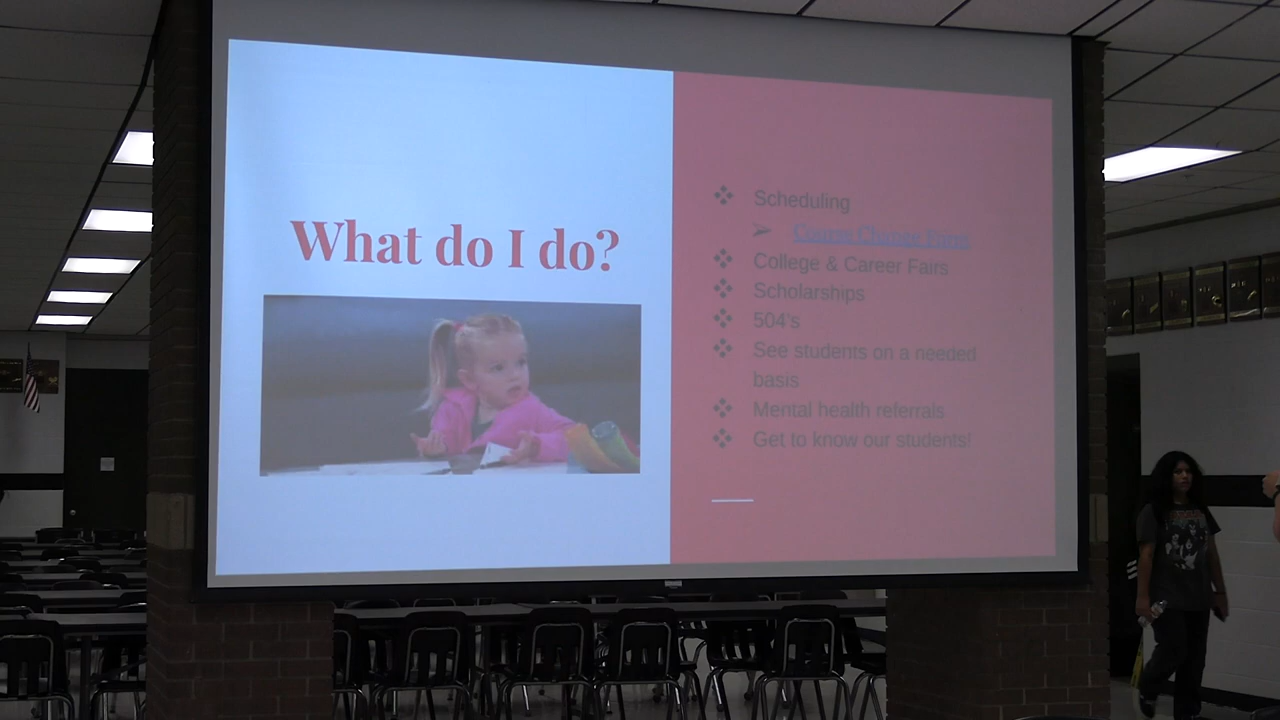 What do I do?
Scheduling
Course Change Form
College & Career Fairs
Scholarships
504's
See students on a needed
basis
Mental health referrals
Get to know our students!